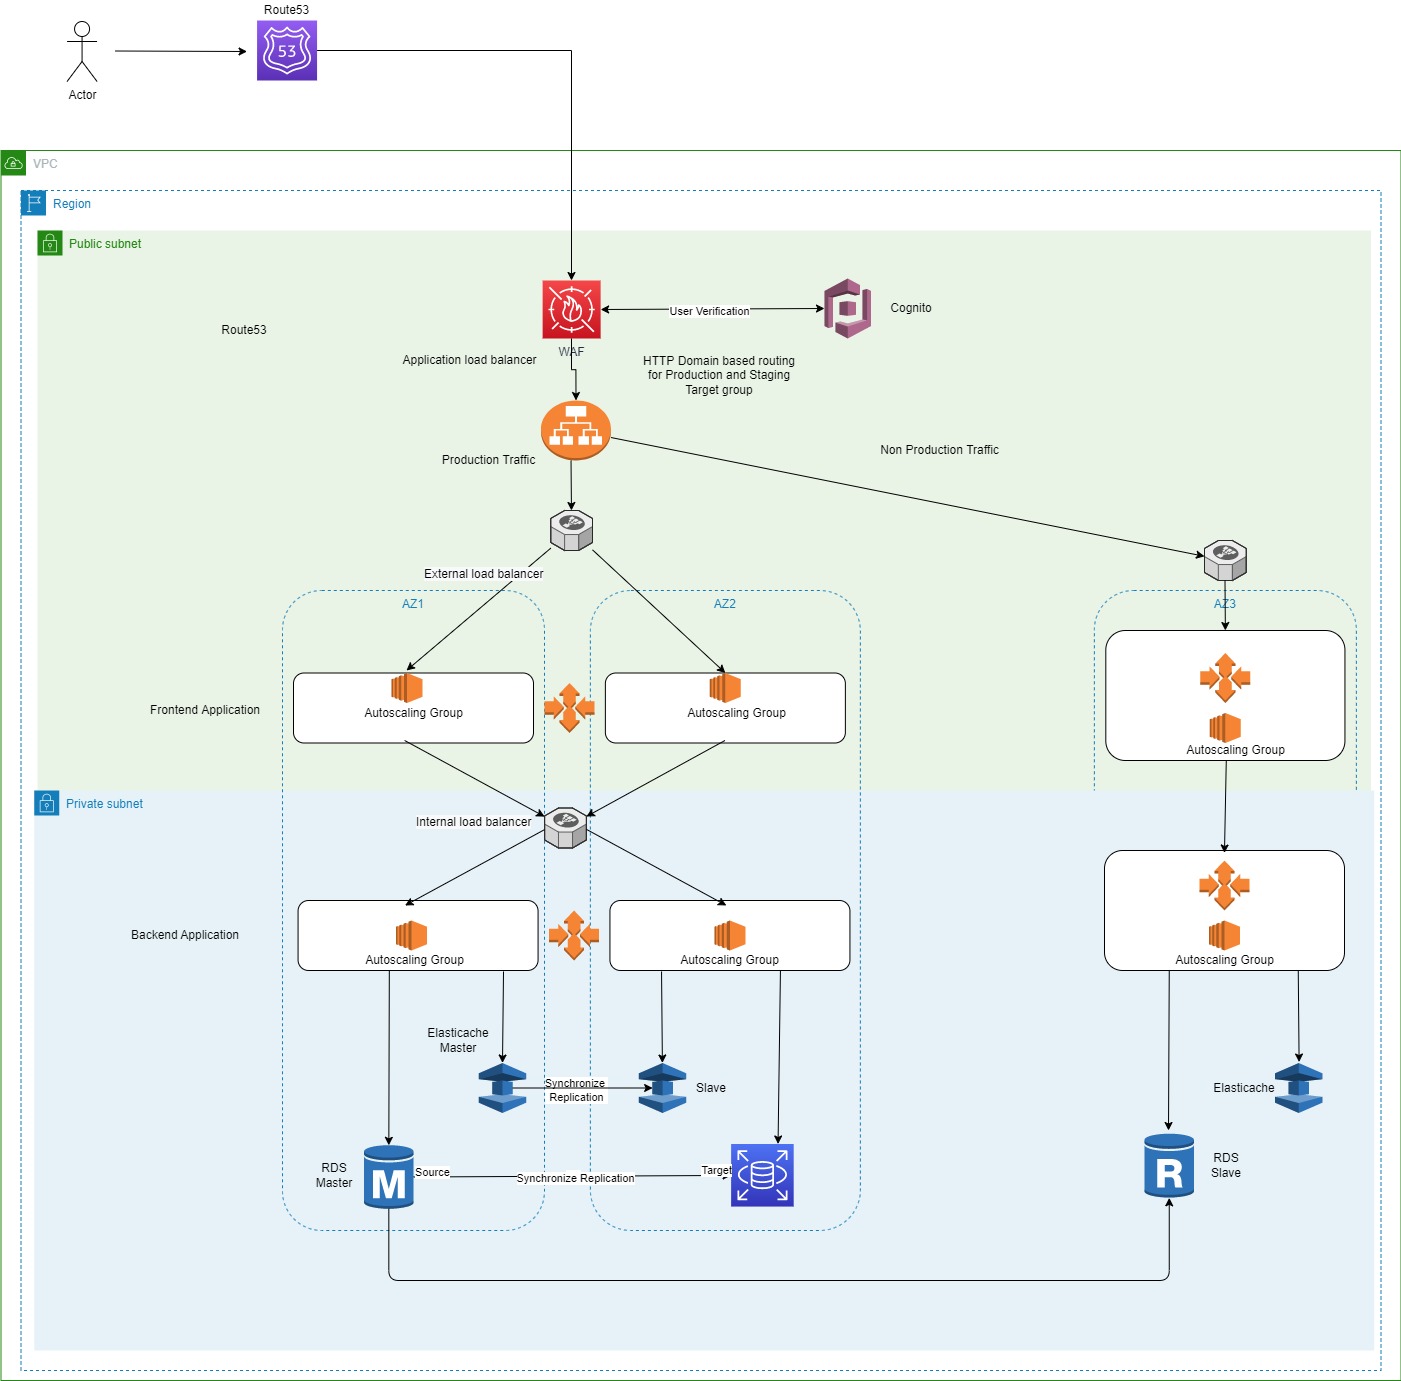 Route53
53
Actor
VPC
Region
Public subnet
User Verification
Cognito
Route53
WAF
Application load balancer
HTTP Domain based routing
for Production and Staging
Target group
Production Traffic
Non Production Traffic
External load balancer
AZ1
AZ2
AZ3
Frontend Application
Autoscaling Group
Autoscaling Group
Autoscaling Group
Private subnet
Internal load balancer
Backend Application
Autoscaling Group
Autoscaling Group
Autoscaling Group
Elasticache
Master
Synchronize
Replication
Slave
Elasticache
RDS
Master
M
Source
Synchronize Replication
Target
R
RDS
Slave